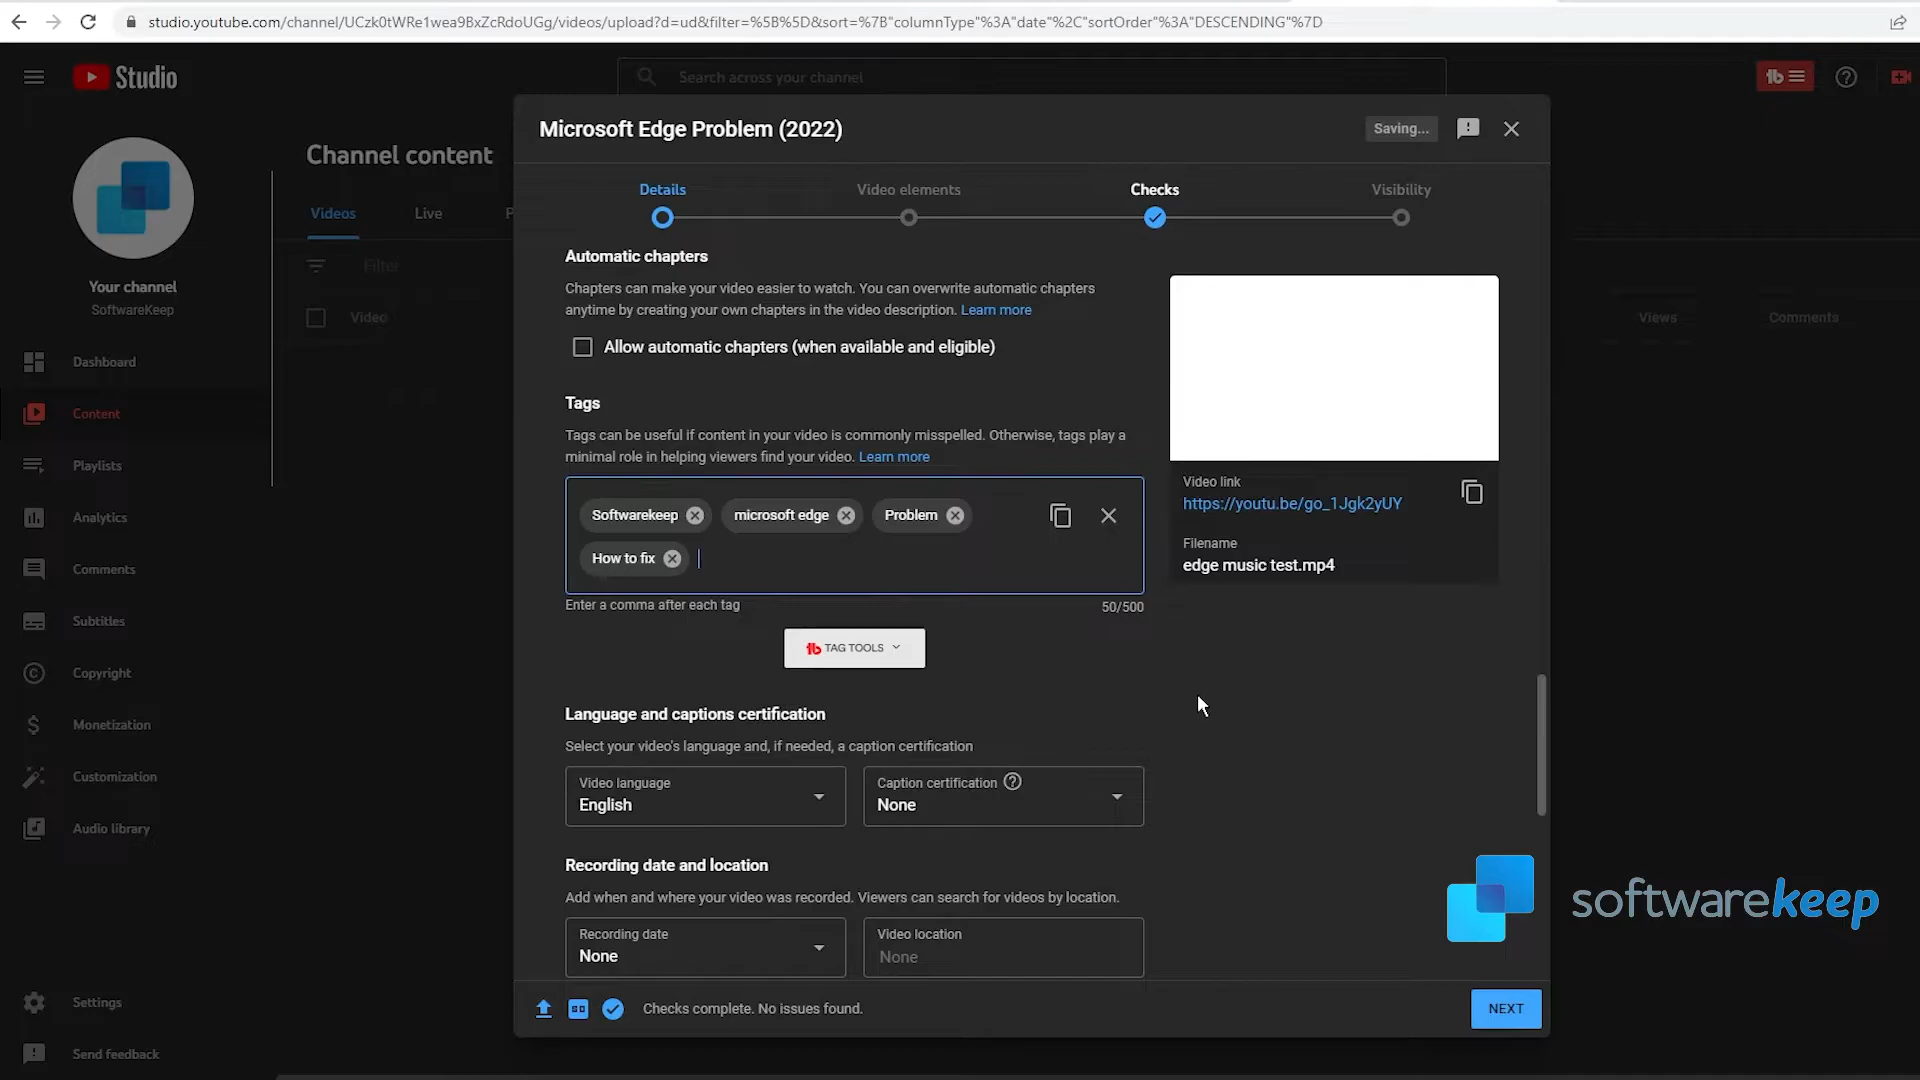 studio.youtube.com/channel/UCzk0tWRe1wea9BxZcRdoUGg/videos/upload?d=ud&filter=%5B%5D&sort=%7B"columnType"%3A"date"%2C"sortOrder"%3A"DESCENDING"%7D
Studio
Search across your channel
Microsoft Edge Problem (2022)
Saving...
Channel content
Details
Video elements
Checks
Visibility
Videos
Live
P
Filter
Video
Views
Comments
Your channel
SoftwareKeep
Dashboard
Content
Playlists
Analytics
Comments
Subtitles
Copyright
Monetization
Customization
Audio library
Settings
Send feedback
Automatic chapters
Chapters can make your video easier to watch. You can overwrite automatic chapters
anytime by creating your own chapters in the video description. Learn more
Allow automatic chapters (when available and eligible)
Tags
Tags can be useful if content in your video is commonly misspelled. Otherwise, tags play a
minimal role in helping viewers find your video. Learn more
Softwarekeep
microsoft edge
Problem
How to fix
Enter a comma after each tag
50/500
TAG TOOLS
Video link
https://youtu.be/go_1Jgk2yUY
Filename
edge music test.mp4
Language and captions certification
Select your video's language and, if needed, a caption certification
Video language
English
Caption certification
None
Recording date and location
Add when and where your video was recorded. Viewers can search for videos by location.
Recording date
None
Video location
None
softwarekeep
Checks complete. No issues found.
NEXT